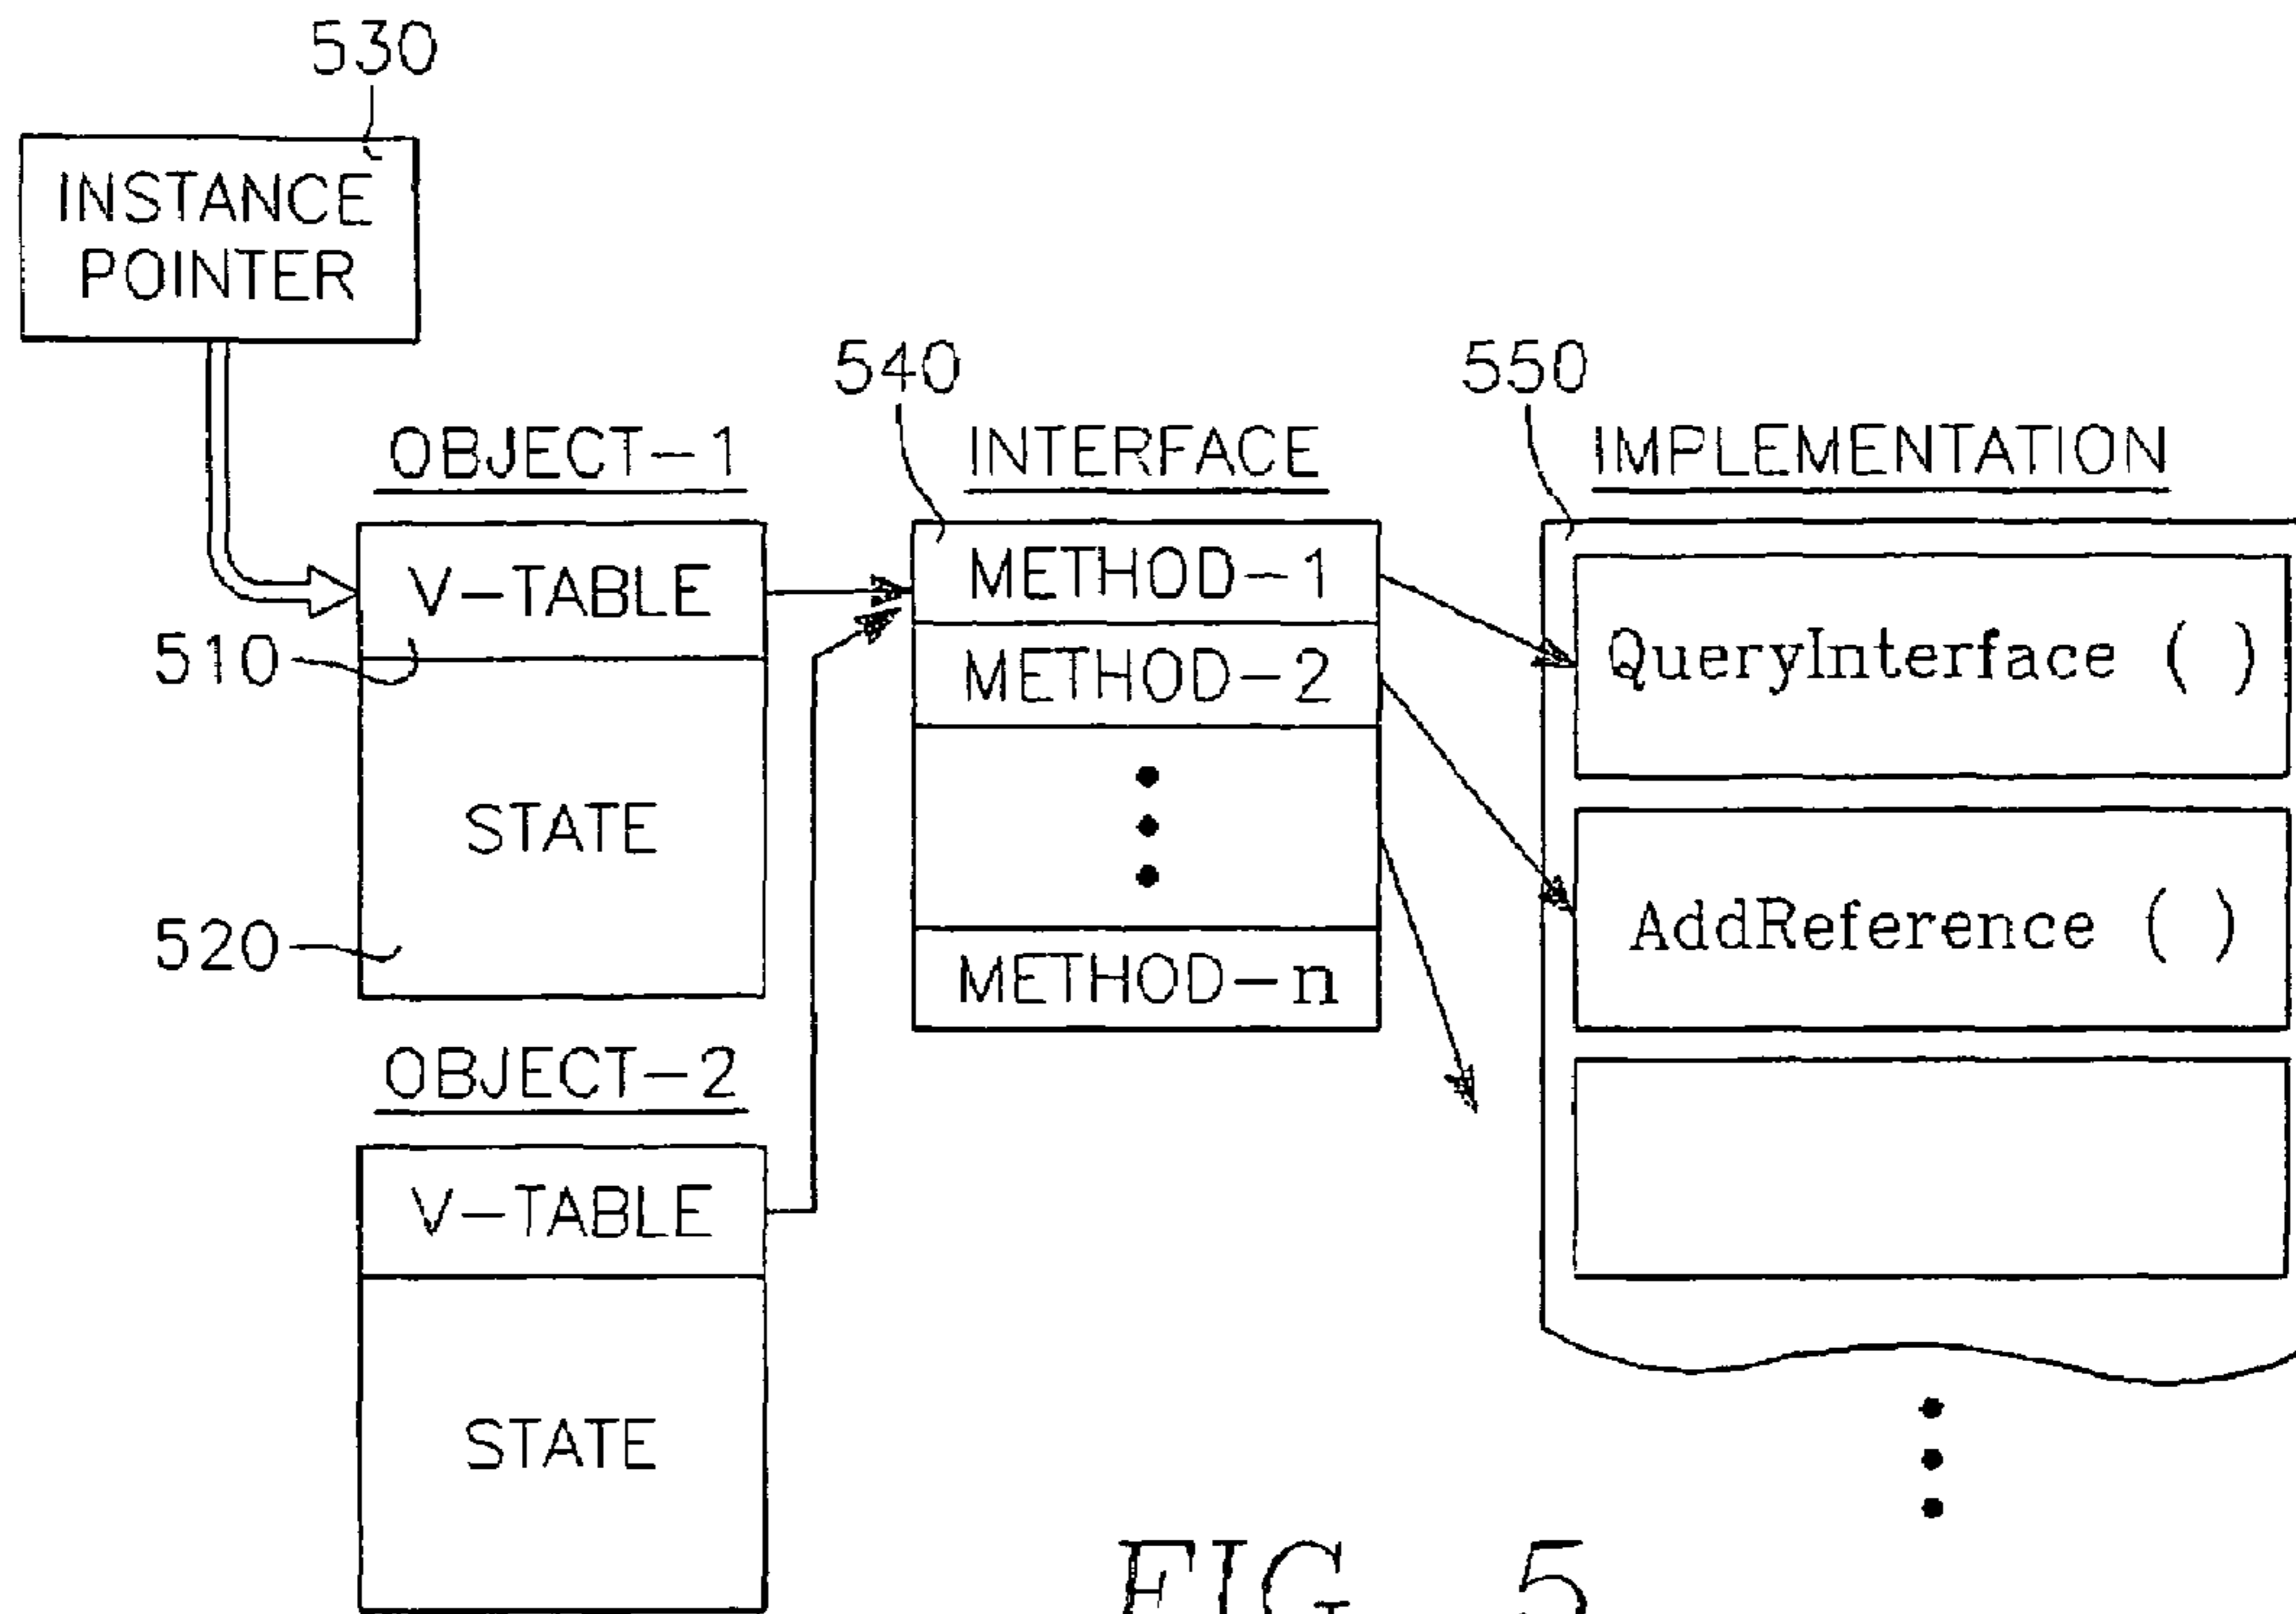 530
INSTANCE
POINTER
540
550
OBJECT-1
INTERFACE
IMPLEMENTATION
V-TABLE
METHOD-1
QueryInterface ( )
510
METHOD-2
STATE
520
AddReference ( )
METHOD-n
OBJECT-2
V-TABLE
STATE
FIG. 5